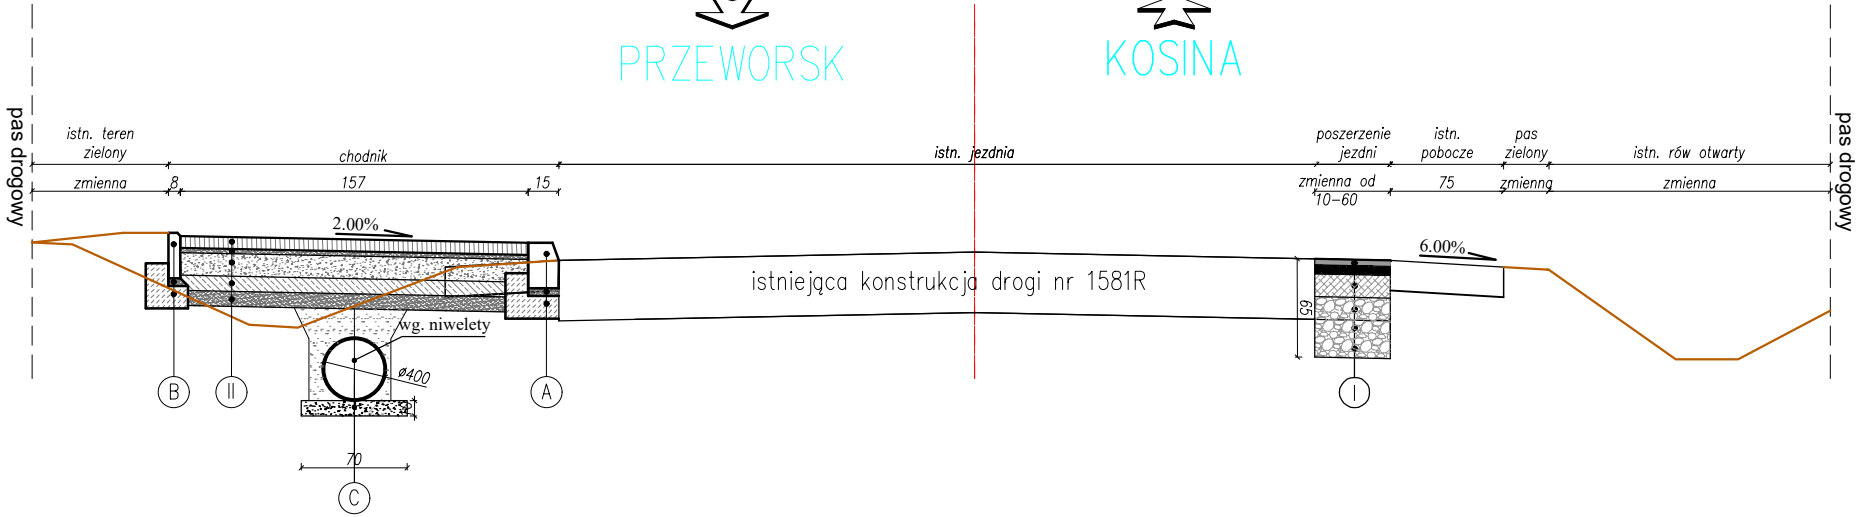 PRZEWORSK
KOSINA
pas drogowy
istn. teren
zielony
chodnik
istn. jezdnia
poszerzenie
jezdni
istn.
pobocze
pas
zielony
istn. rów otwarty
pas drogowy
zmienna
8
157
15
zmienna od
10-60
75
zmienna
zmienna
2.00%
6.00%
istniejąca konstrukcja drogi nr 1581R
65
wg. niwelety
ø400
B
II
A
I
70
C